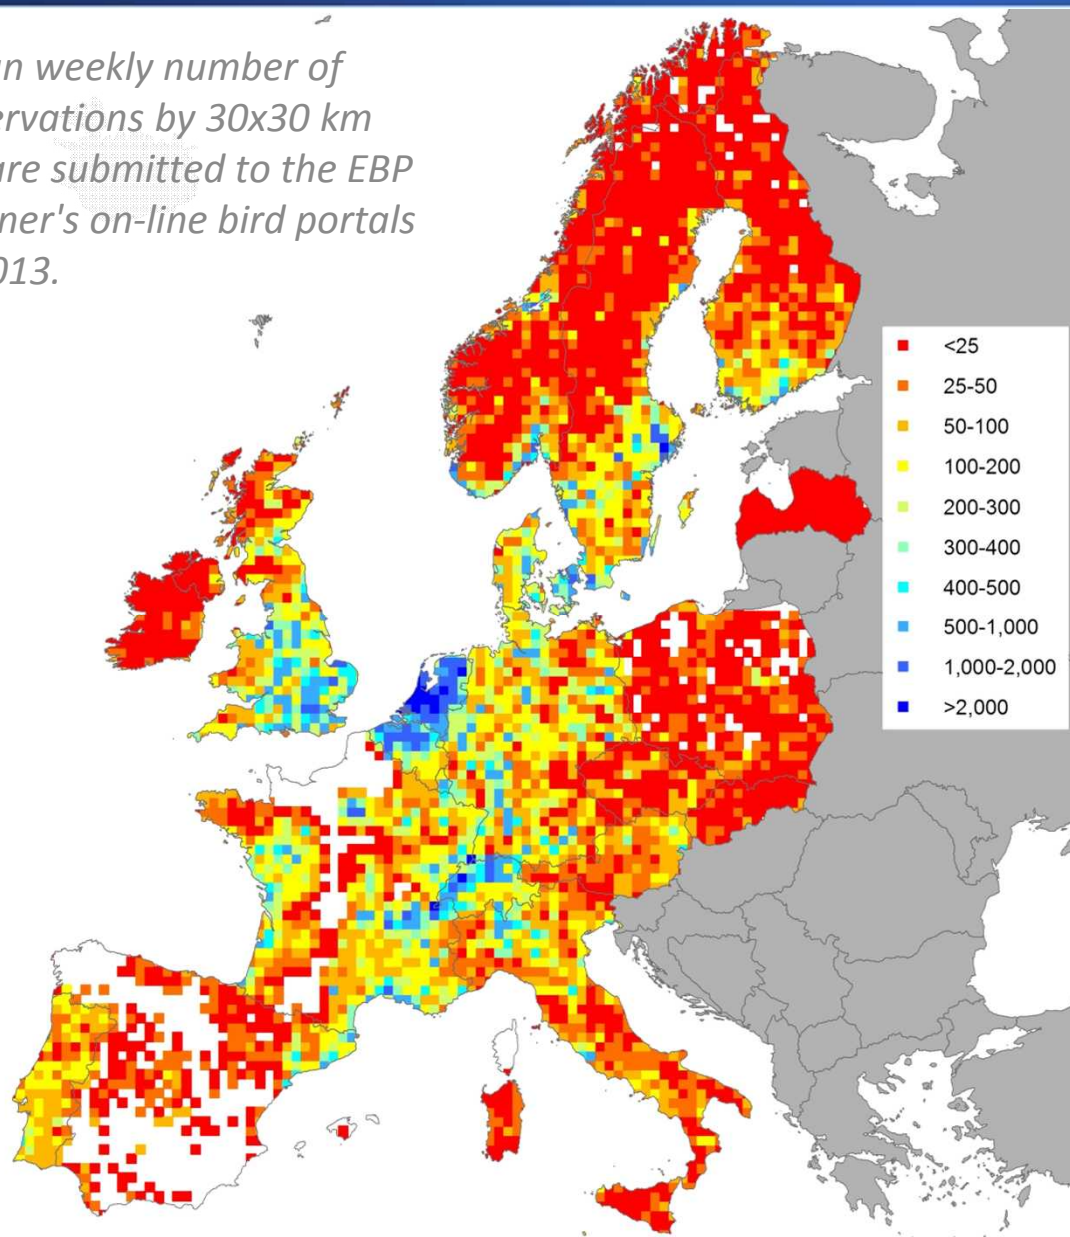 n weekly number of
ervations by 30x30 km
are submitted to the EBP
ner's on-line bird portals
013.
<25
25-50
50-100
100-200
200-300
300-400
400-500
500-1,000
1,000-2,000
>2,000